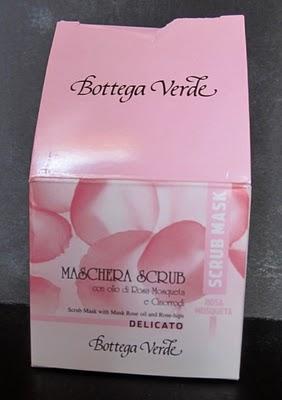 Bottega Verde
MASCHERA SCRUB
con olio di Rosa Mosqueta
e Cinorrodi
Scrub Mask with Musk Rose oil and Rose-hips
DELICATO
Bottega Verde
SCRUB MASK
ROSA
MOSQUETA